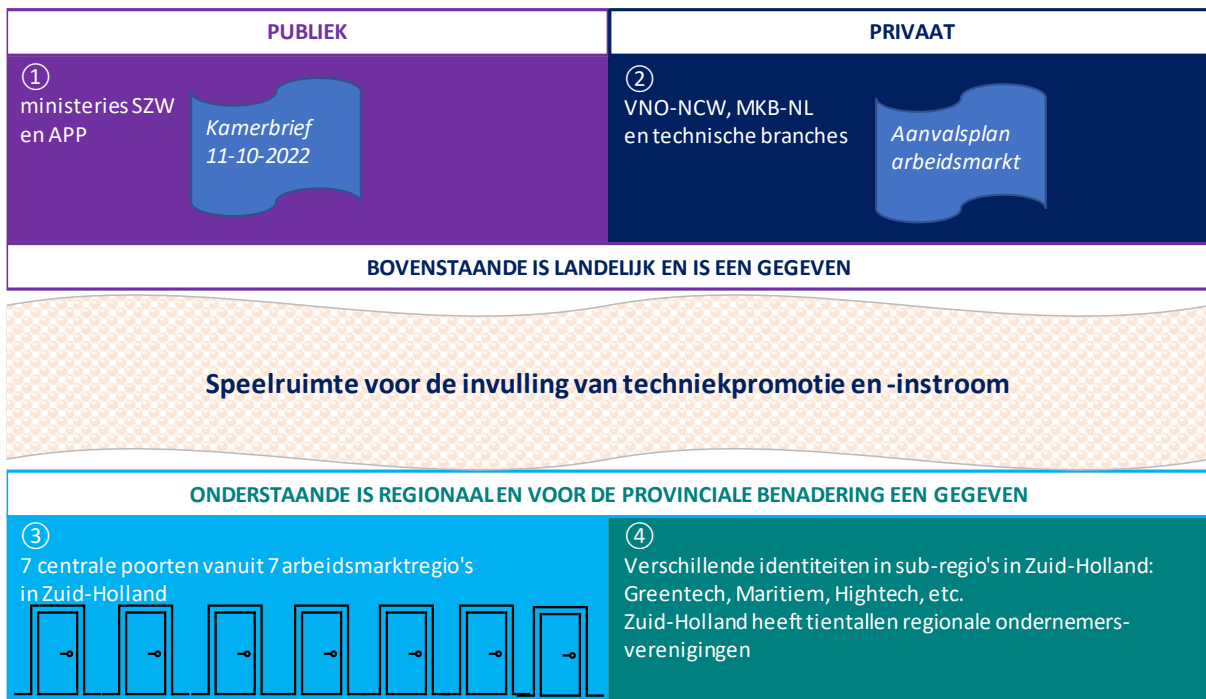 PUBLIEK
PRIVAAT
①
ministeries SZW
en APP
Kamerbrief
11-10-2022
②
VNO-NCW, MKB-NL
en technische branches
Aanvalsplan
arbeidsmarkt
BOVENSTAANDE IS LANDELIJK EN IS EEN GEGEVEN
Speelruimte voor de invulling van techniekpromotie en -instroom
ONDERSTAANDE IS REGIONAAL EN VOOR DE PROVINCIALE BENADERING EEN GEGEVEN
③
7 centrale poorten vanuit 7 arbeidsmarktregio's
in Zuid-Holland
④
Verschillende identiteiten in sub-regio's in Zuid-Holland:
Greentech, Maritiem, Hightech, etc.
Zuid-Holland heeft tientallen regionale ondernemers-
verenigingen